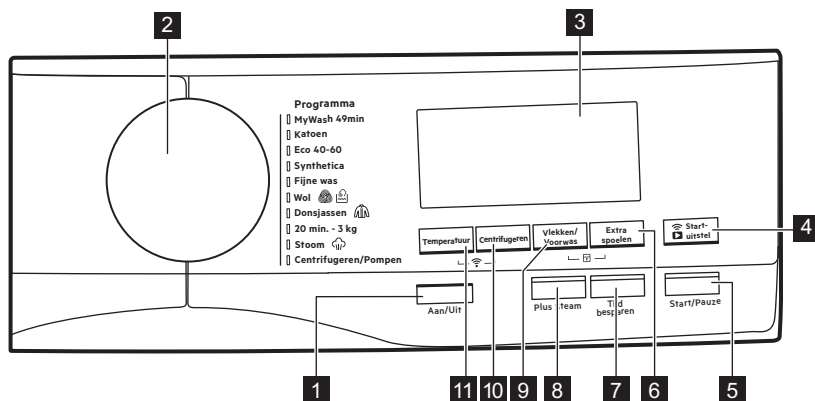 2
3
Programma
MyWash 49min
Katoen
Eco 40-60
Synthetica
Fijne was
Wol
Donsjassen
20 min. - 3 kg
Stoom
Centrifugeren/Pompen
Temperatuur
Centrifugeren
Vlekken/
Voorwas
Extra
spoelen
Start-
uitstel
4
Aan/Uit
Plus Steam
Tijd
besparen
Start/Pauze
1
11
10
9
8
7
6
5